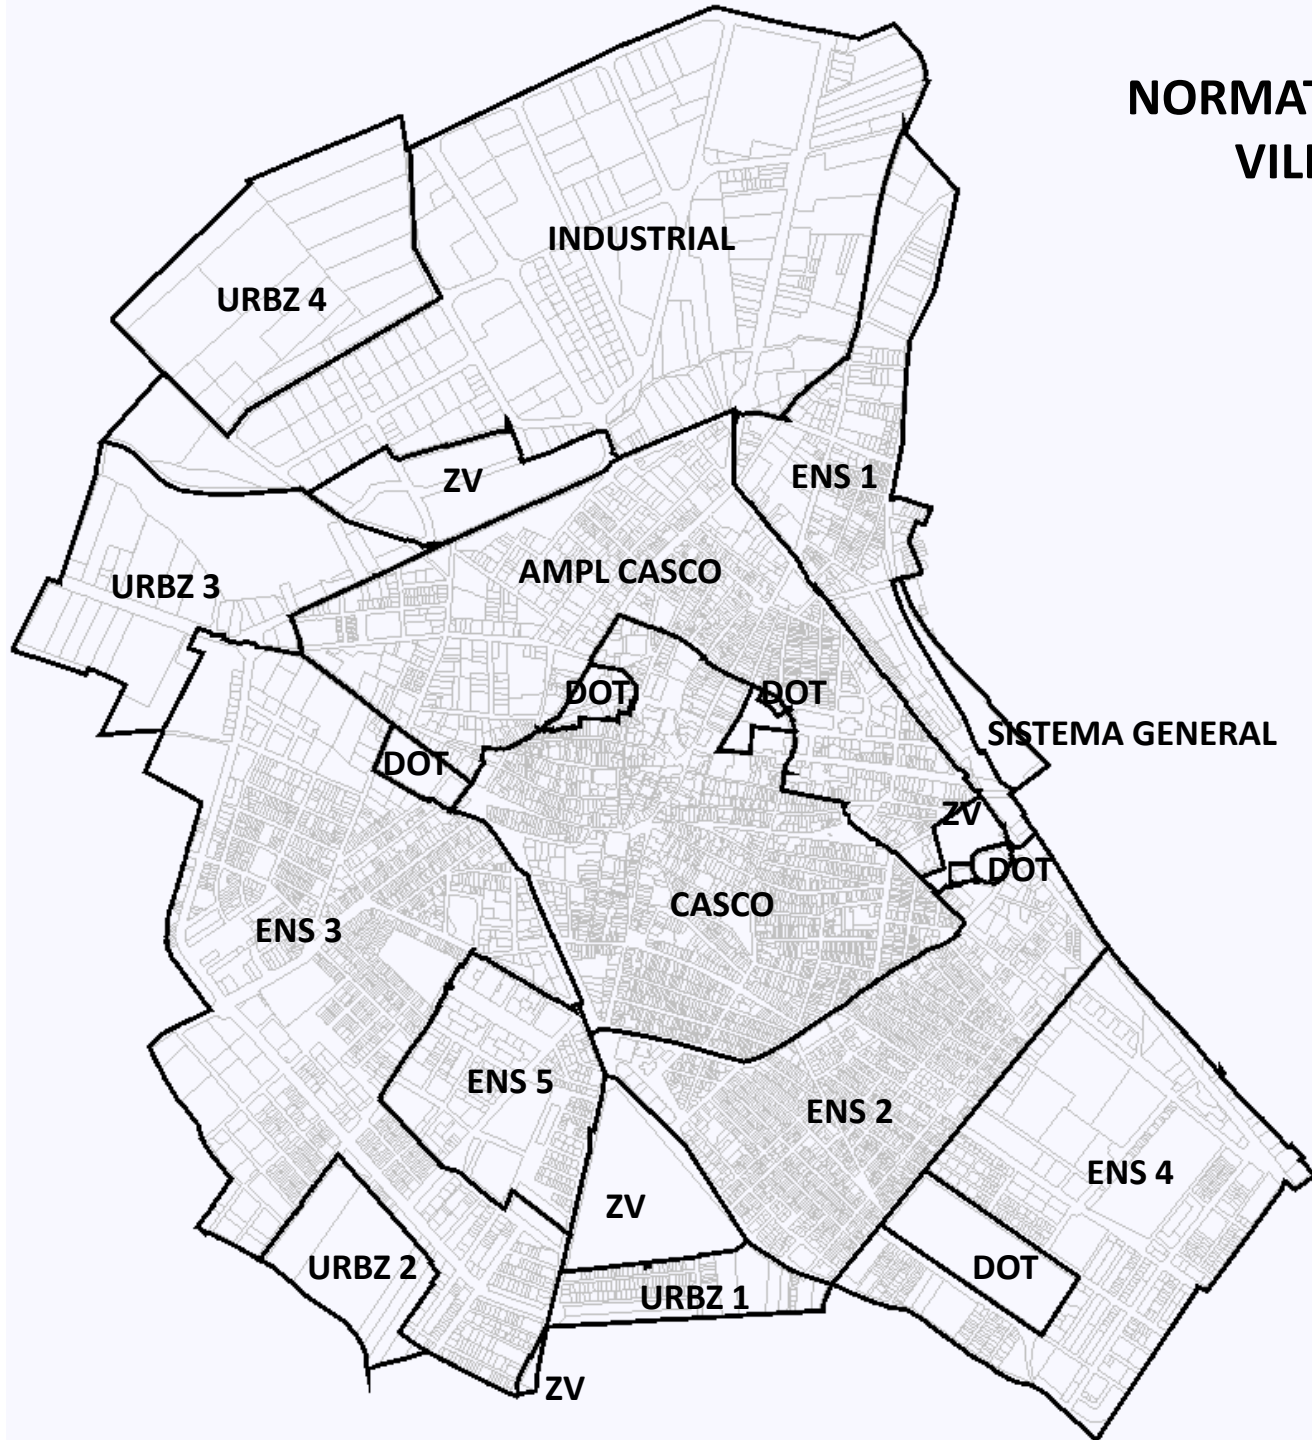 NORMAT
VILL
INDUSTRIAL
URBZ 4
ZV
ENS 1
AMPL CASCO
URBZ 3
DOT
DOT
SISTEMA GENERAL
DOT
ZV
DOT
CASCO
ENS 3
ENS 5
ENS 2
ENS 4
ZV
URBZ 2
DOT
URBZ 1
ZV